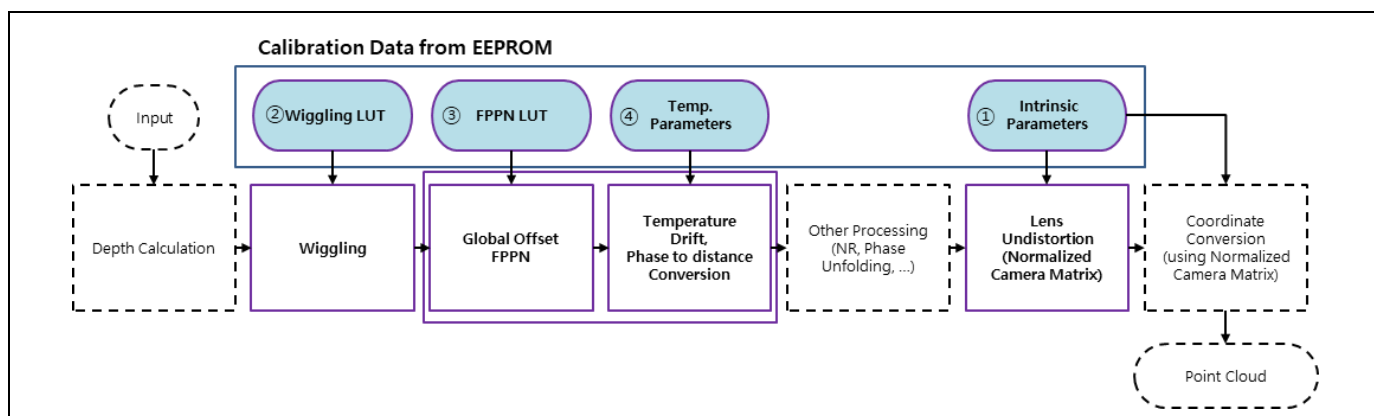 Calibration Data from EEPROM
Input
②Wiggling LUT
③ FPPN LUT
④ Temp.
Parameters
① Intrinsic
Parameters
Depth Calculation
Wiggling
Global Offset
FPPN
Temperature
Drift,
Phase to distance
Conversion
Other Processing
(NR, Phase
Unfolding, ...)
Lens
Undistortion
(Normalized
Camera Matrix)
Coordinate
Conversion
(using Normalized
Camera Matrix)
Point Cloud